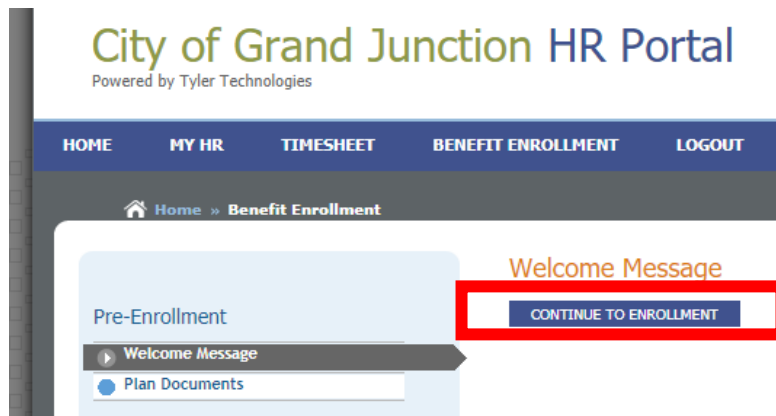 City of Grand Junction HR Portal
Powered by Tyler Technologies
HOME MY HR TIMESHEET BENEFIT ENROLLMENT LOGOUT
Home » Benefit Enrollment
Welcome Message
CONTINUE TO ENROLLMENT
Pre-Enrollment
Welcome Message
Plan Documents